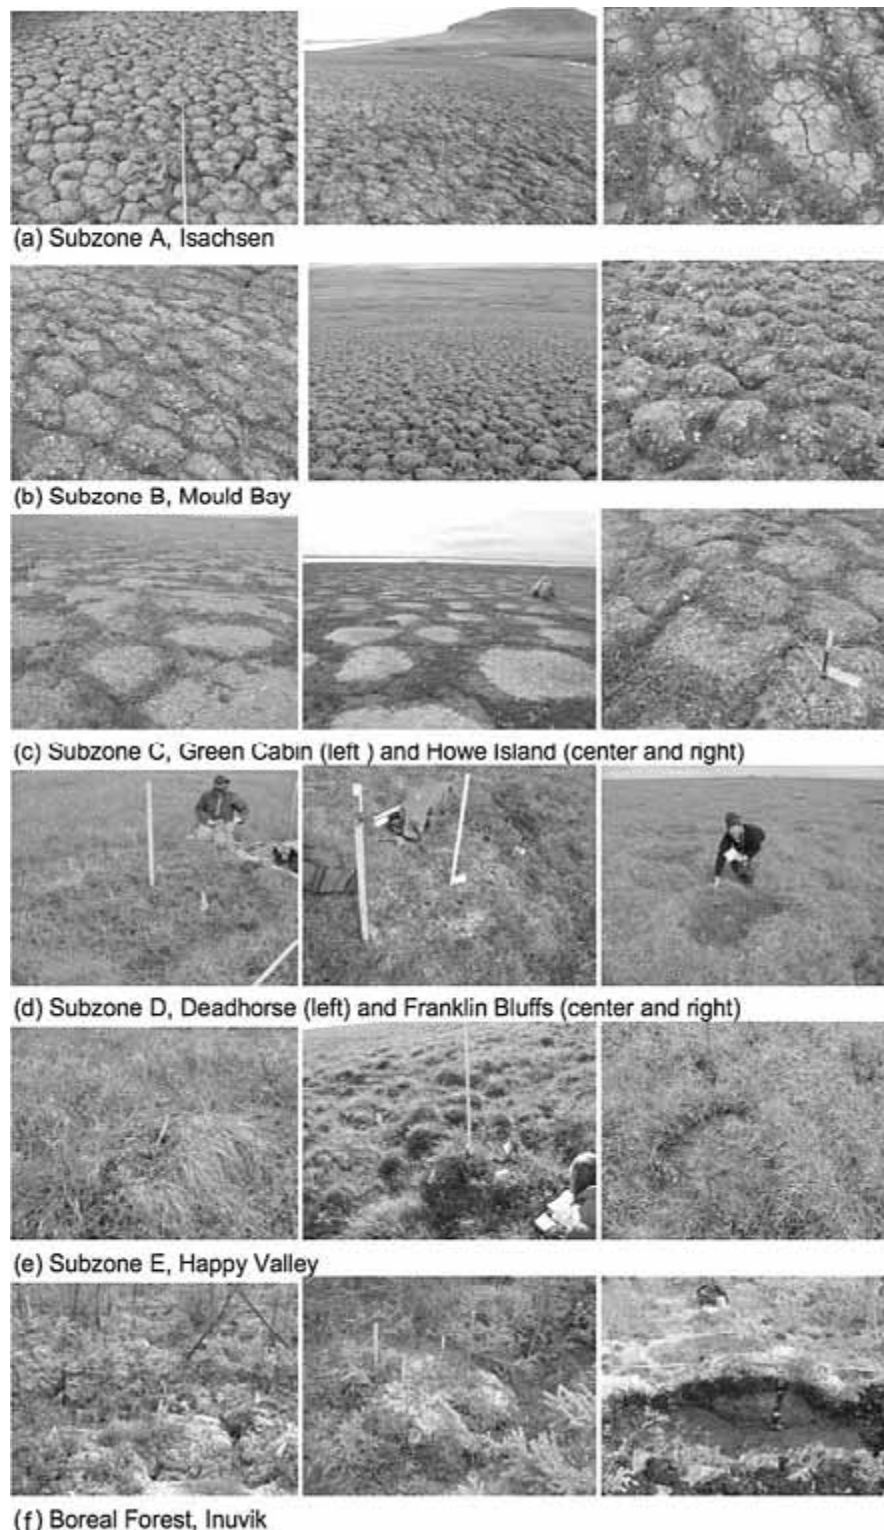 (a) Subzone A, Isachsen
(b) Subzone B, Mould Bay
(c) Subzone C, Green Cabin (left ) and Howe Island (center and right)
(d) Subzone D, Deadhorse (left) and Franklin Bluffs (center and right)
(e) Subzone E, Happy Valley
(f) Boreal Forest, Inuvik